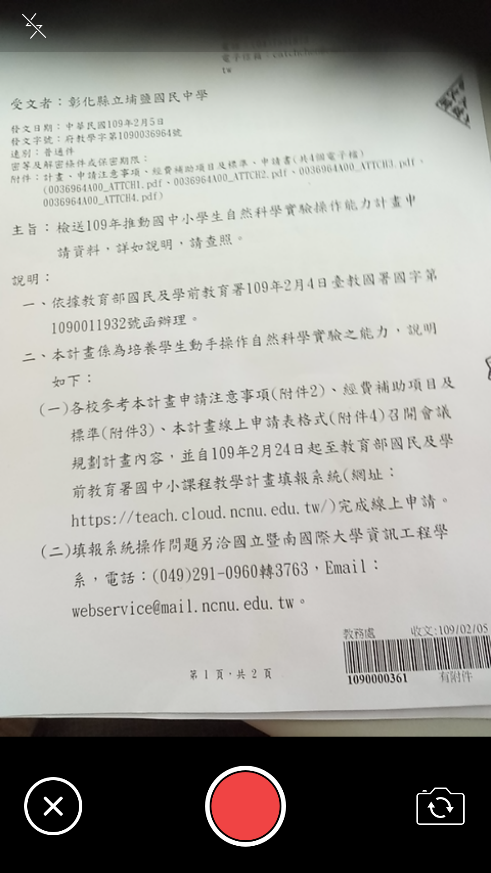 tw
受文者：彰化縣立埔鹽國民中學
發文日期：中華民國109年2月5日
發文字號：府教學字第1090036964號
速別：普通件
密等及解密條件或保密期限：
附件：計畫、申請注意事項、經費補助項目及標準、申請書(共4個電子檔)
(0036964A00_ATTCH1.pdf、0036964A00_ATTCH2.pdf、0036964A00_ATTCH3.pdf、
0036964A00_ATTCH4.pdf)
主旨：檢送109年推動國中小學生自然科學實驗操作能力計畫申
請資料，詳如說明，請查照。
說明：
一、依據教育部國民及學前教育署109年2月4日臺教國署國字第
1090011932號函辦理。
二、本計畫係為培養學生動手操作自然科學實驗之能力，說明
如下：
(一)各校參考本計畫申請注意事項(附件2)、經費補助項目及
標準(附件3)、本計畫線上申請表格式(附件4)召開會議
規劃計畫內容，並自109年2月24日起至教育部國民及學
前教育署國中小課程教學計畫填報系統(網址：
https://teach.cloud.ncnu.edu.tw/)完成線上申請。
(二)填報系統操作問題另洽國立暨南國際大學資訊工程學
系，電話：(049)291-0960轉3763，Email：
webservice@mail.ncnu.edu.tw。
教務處 收文:109/02/05
1090000361 有附件
第 1 頁，共 2 頁